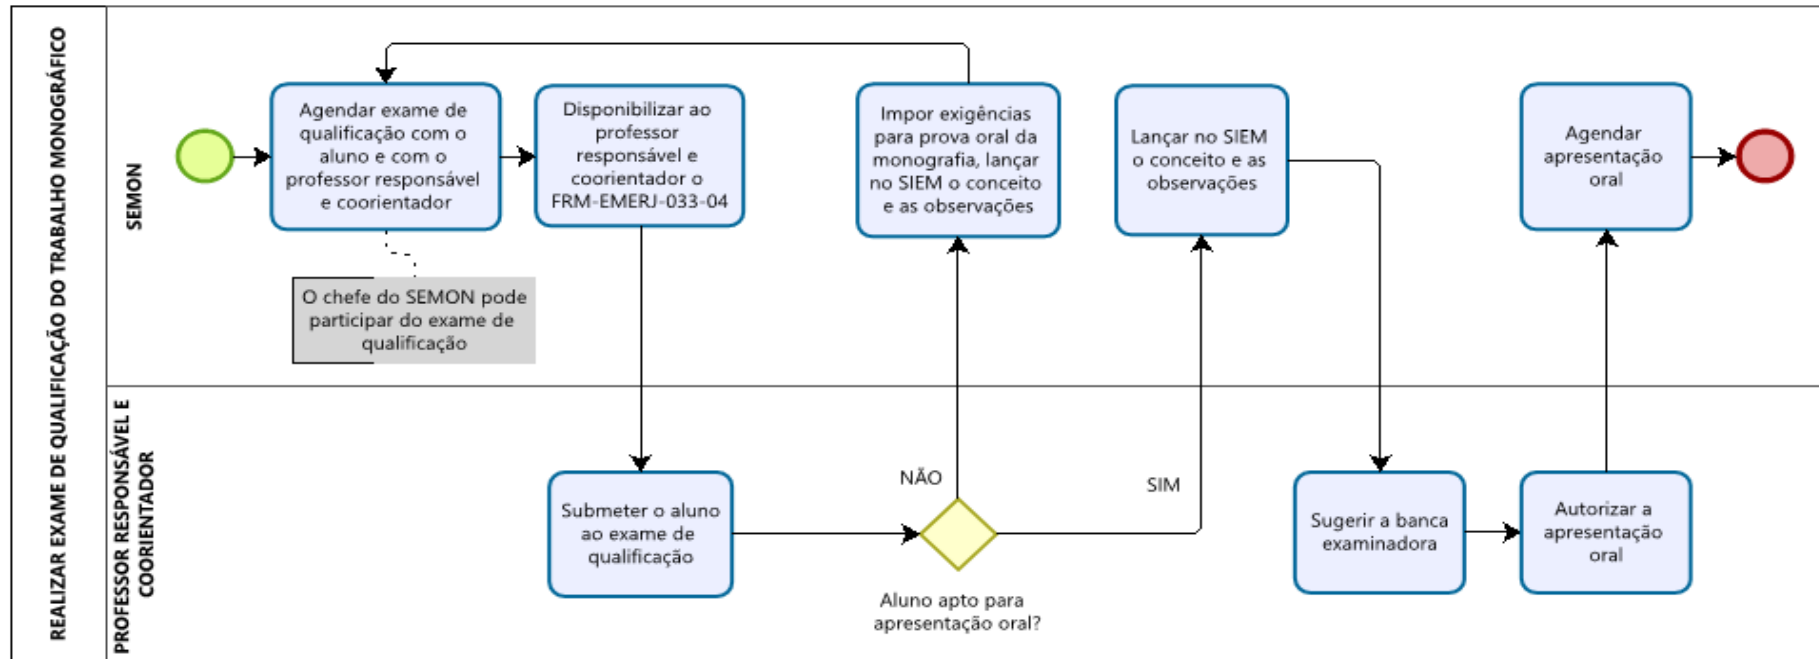 REALIZAR EXAME DE QUALIFICAÇÃO DO TRABALHO MONOGRÁFICO
SEMON
Agendar exame de
qualificação com o
aluno e com o
professor responsável
e coorientador
Disponibilizar ao
professor
responsável e
coorientador o
FRM-EMERJ-033-04
Impor exigências
para prova oral da
monografia, lançar
no SIEM o conceito
e as observações
Lançar no SIEM
o conceito e as
observações
Agendar
apresentação
oral
O chefe do SEMON pode
participar do exame de
qualificação
PROFESSOR RESPONSÁVEL E
COORIENTADOR
Submeter o aluno
ao exame de
qualificação
NÃO
SIM
Aluno apto para
apresentação oral?
Sugerir a banca
examinadora
Autorizar a
apresentação
oral